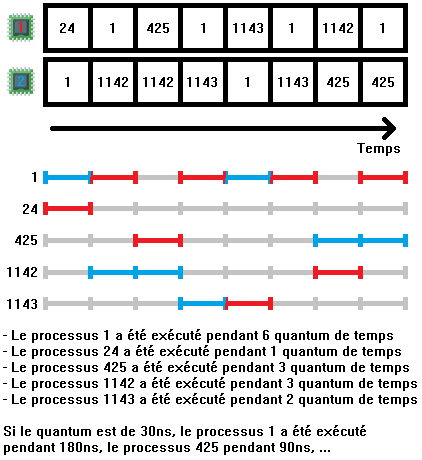 1 24 1 425 1 1143 1 1142 1
2 1 1142 1142 1143 1 1143 425 425
Temps
1
24
425
1142
1143
- Le processus 1 a été exécuté pendant 6 quantum de temps
- Le processus 24 a été exécuté pendant 1 quantum de temps
- Le processus 425 a été exécuté pendant 3 quantum de temps
- Le processus 1142 a été exécuté pendant 3 quantum de temps
- Le processus 1143 a été exécuté pendant 2 quantum de temps
Si le quantum est de 30ns, le processus 1 a été exécuté
pendant 180ns, le processus 425 pendant 90ns, ...